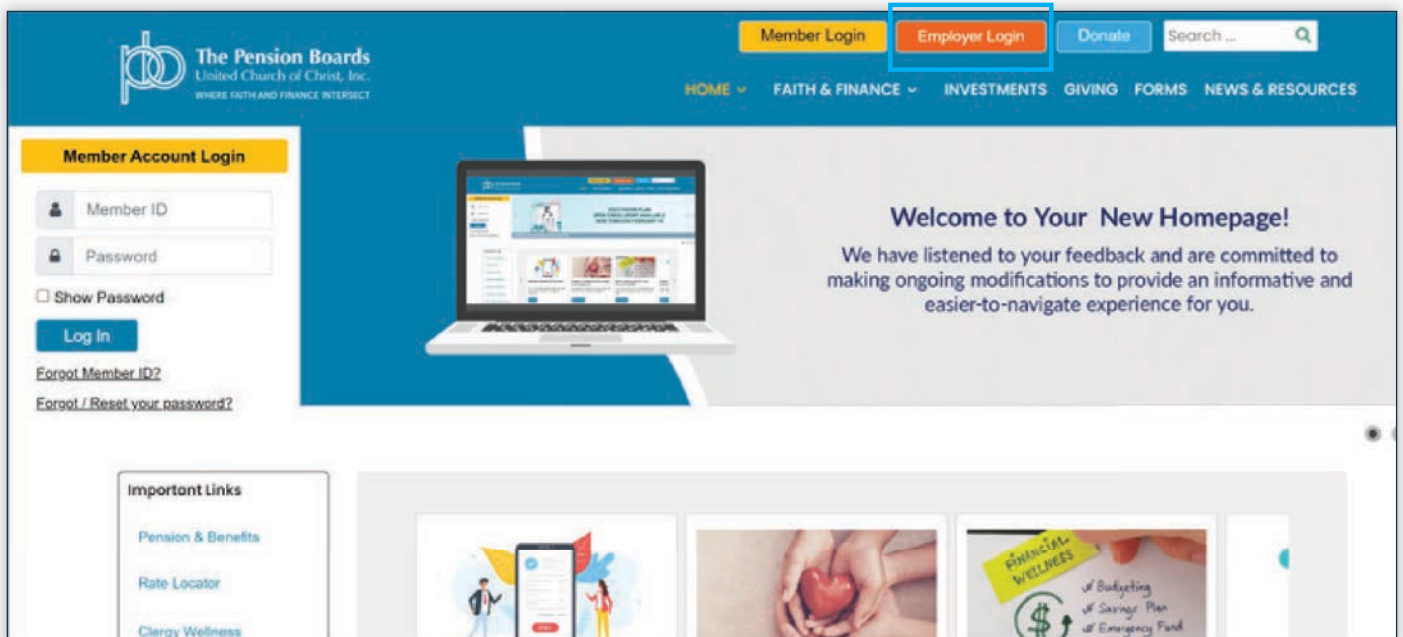 Member Login
Employer Login
Donate
Search ...
The Pension Boards
United Church of Christ, Inc.
WHERE FAITH AND FINANCE INTERSECT
HOME
FAITH & FINANCE
INVESTMENTS
GIVING
FORMS
NEWS & RESOURCES
Member Account Login
Member ID
Password
Show Password
Log In
Forgot Member ID?
Forgot / Reset your password?
Welcome to Your New Homepage!
We have listened to your feedback and are committed to
making ongoing modifications to provide an informative and
easier-to-navigate experience for you.
Important Links
Pension & Benefits
Rate Locator
Clergy Wellness
FINANCIAL
WELLNESS
Budgeting
Savings Plan
Emergency Fund